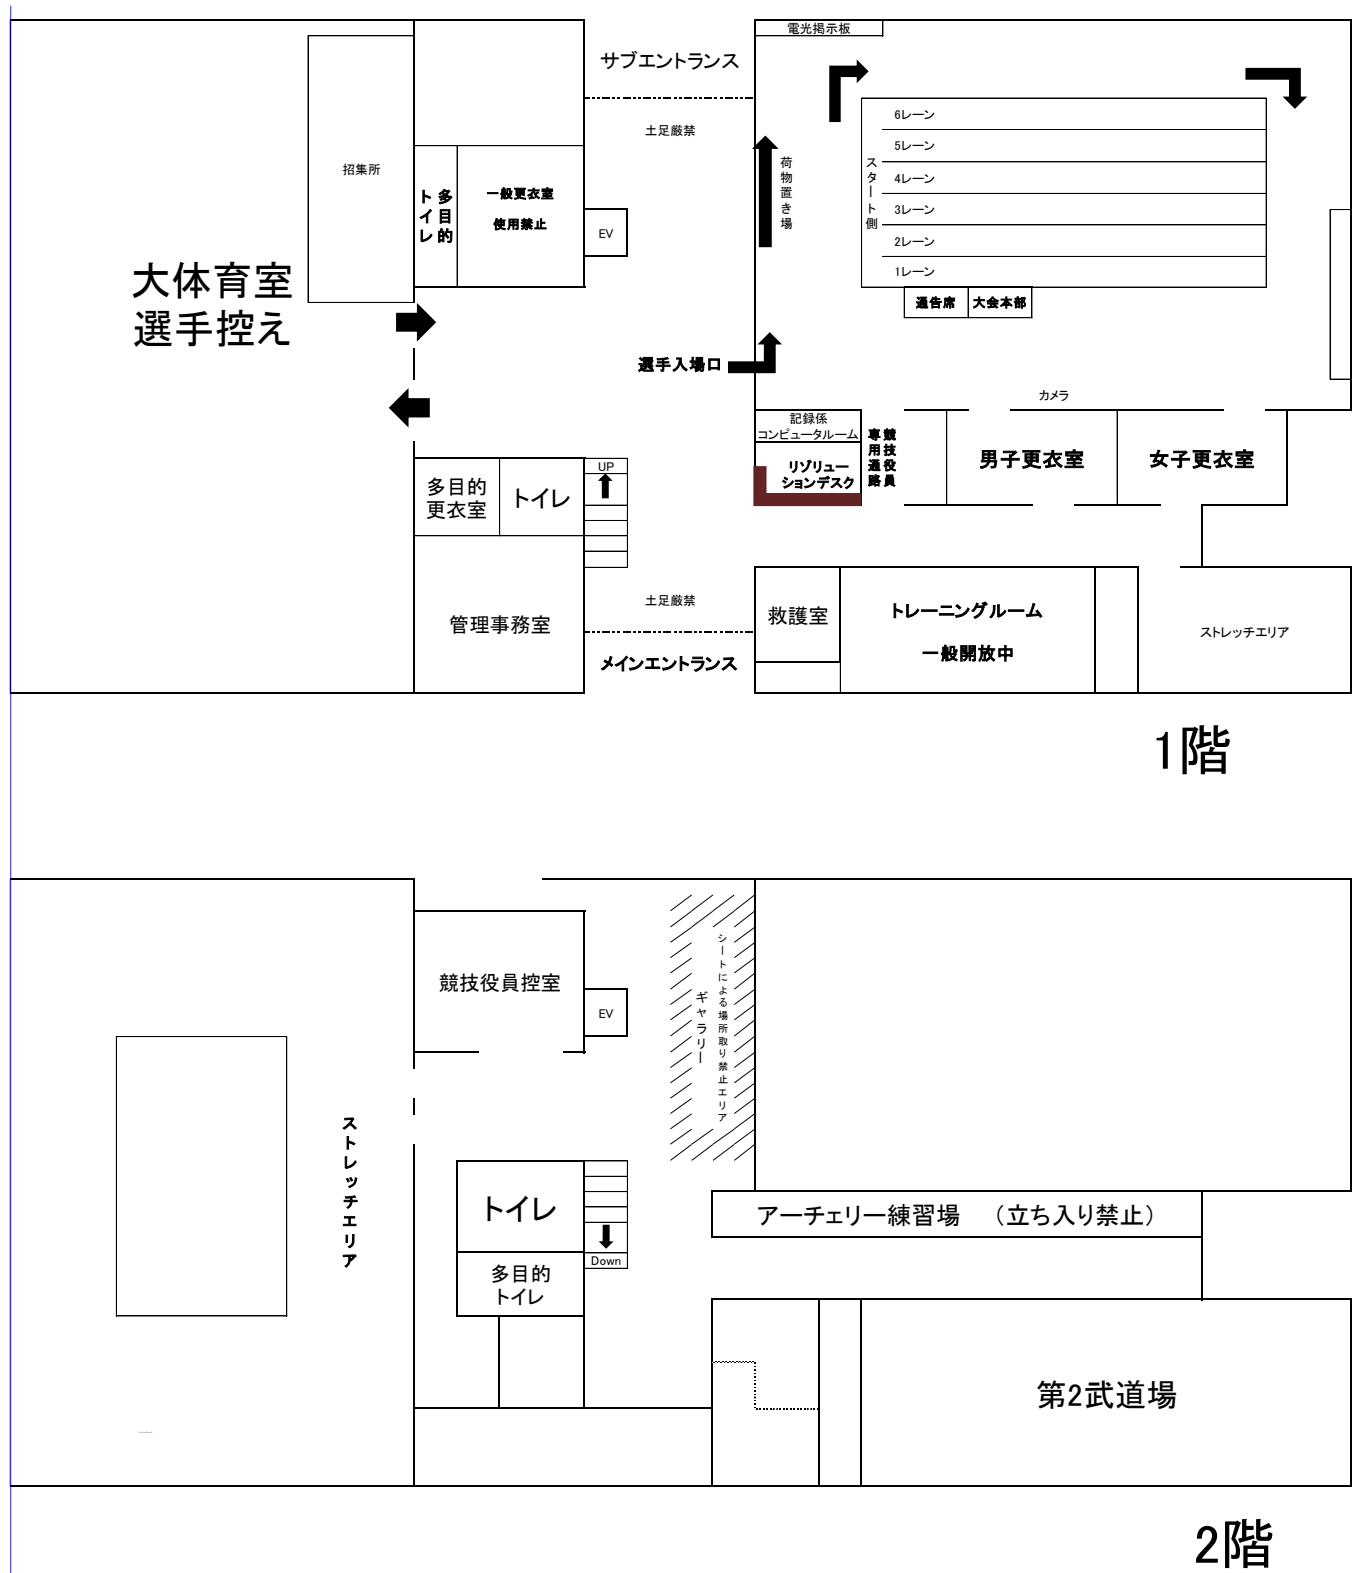 電光掲示板
サブエントランス
土足厳禁
招集所
多目的
トイレ
一般更衣室
使用禁止
EV
荷物置き場
スタート側
6レーン
5レーン
4レーン
3レーン
2レーン
1レーン
通告席
大会本部
大体育室
選手控え
選手入場口
カメラ
記録係
コンピュータルーム
リゾリュー
ションデスク
競技役員
専用通路
男子更衣室
女子更衣室
多目的
更衣室
トイレ
UP
管理事務室
土足厳禁
メインエントランス
救護室
トレーニングルーム
一般開放中
ストレッチエリア
1階
競技役員控室
EV
シートによる場所取り禁止エリア
ギャラリー
ストレッチエリア
トイレ
Down
多目的
トイレ
アーチェリー練習場 (立ち入り禁止)
第2武道場
2階